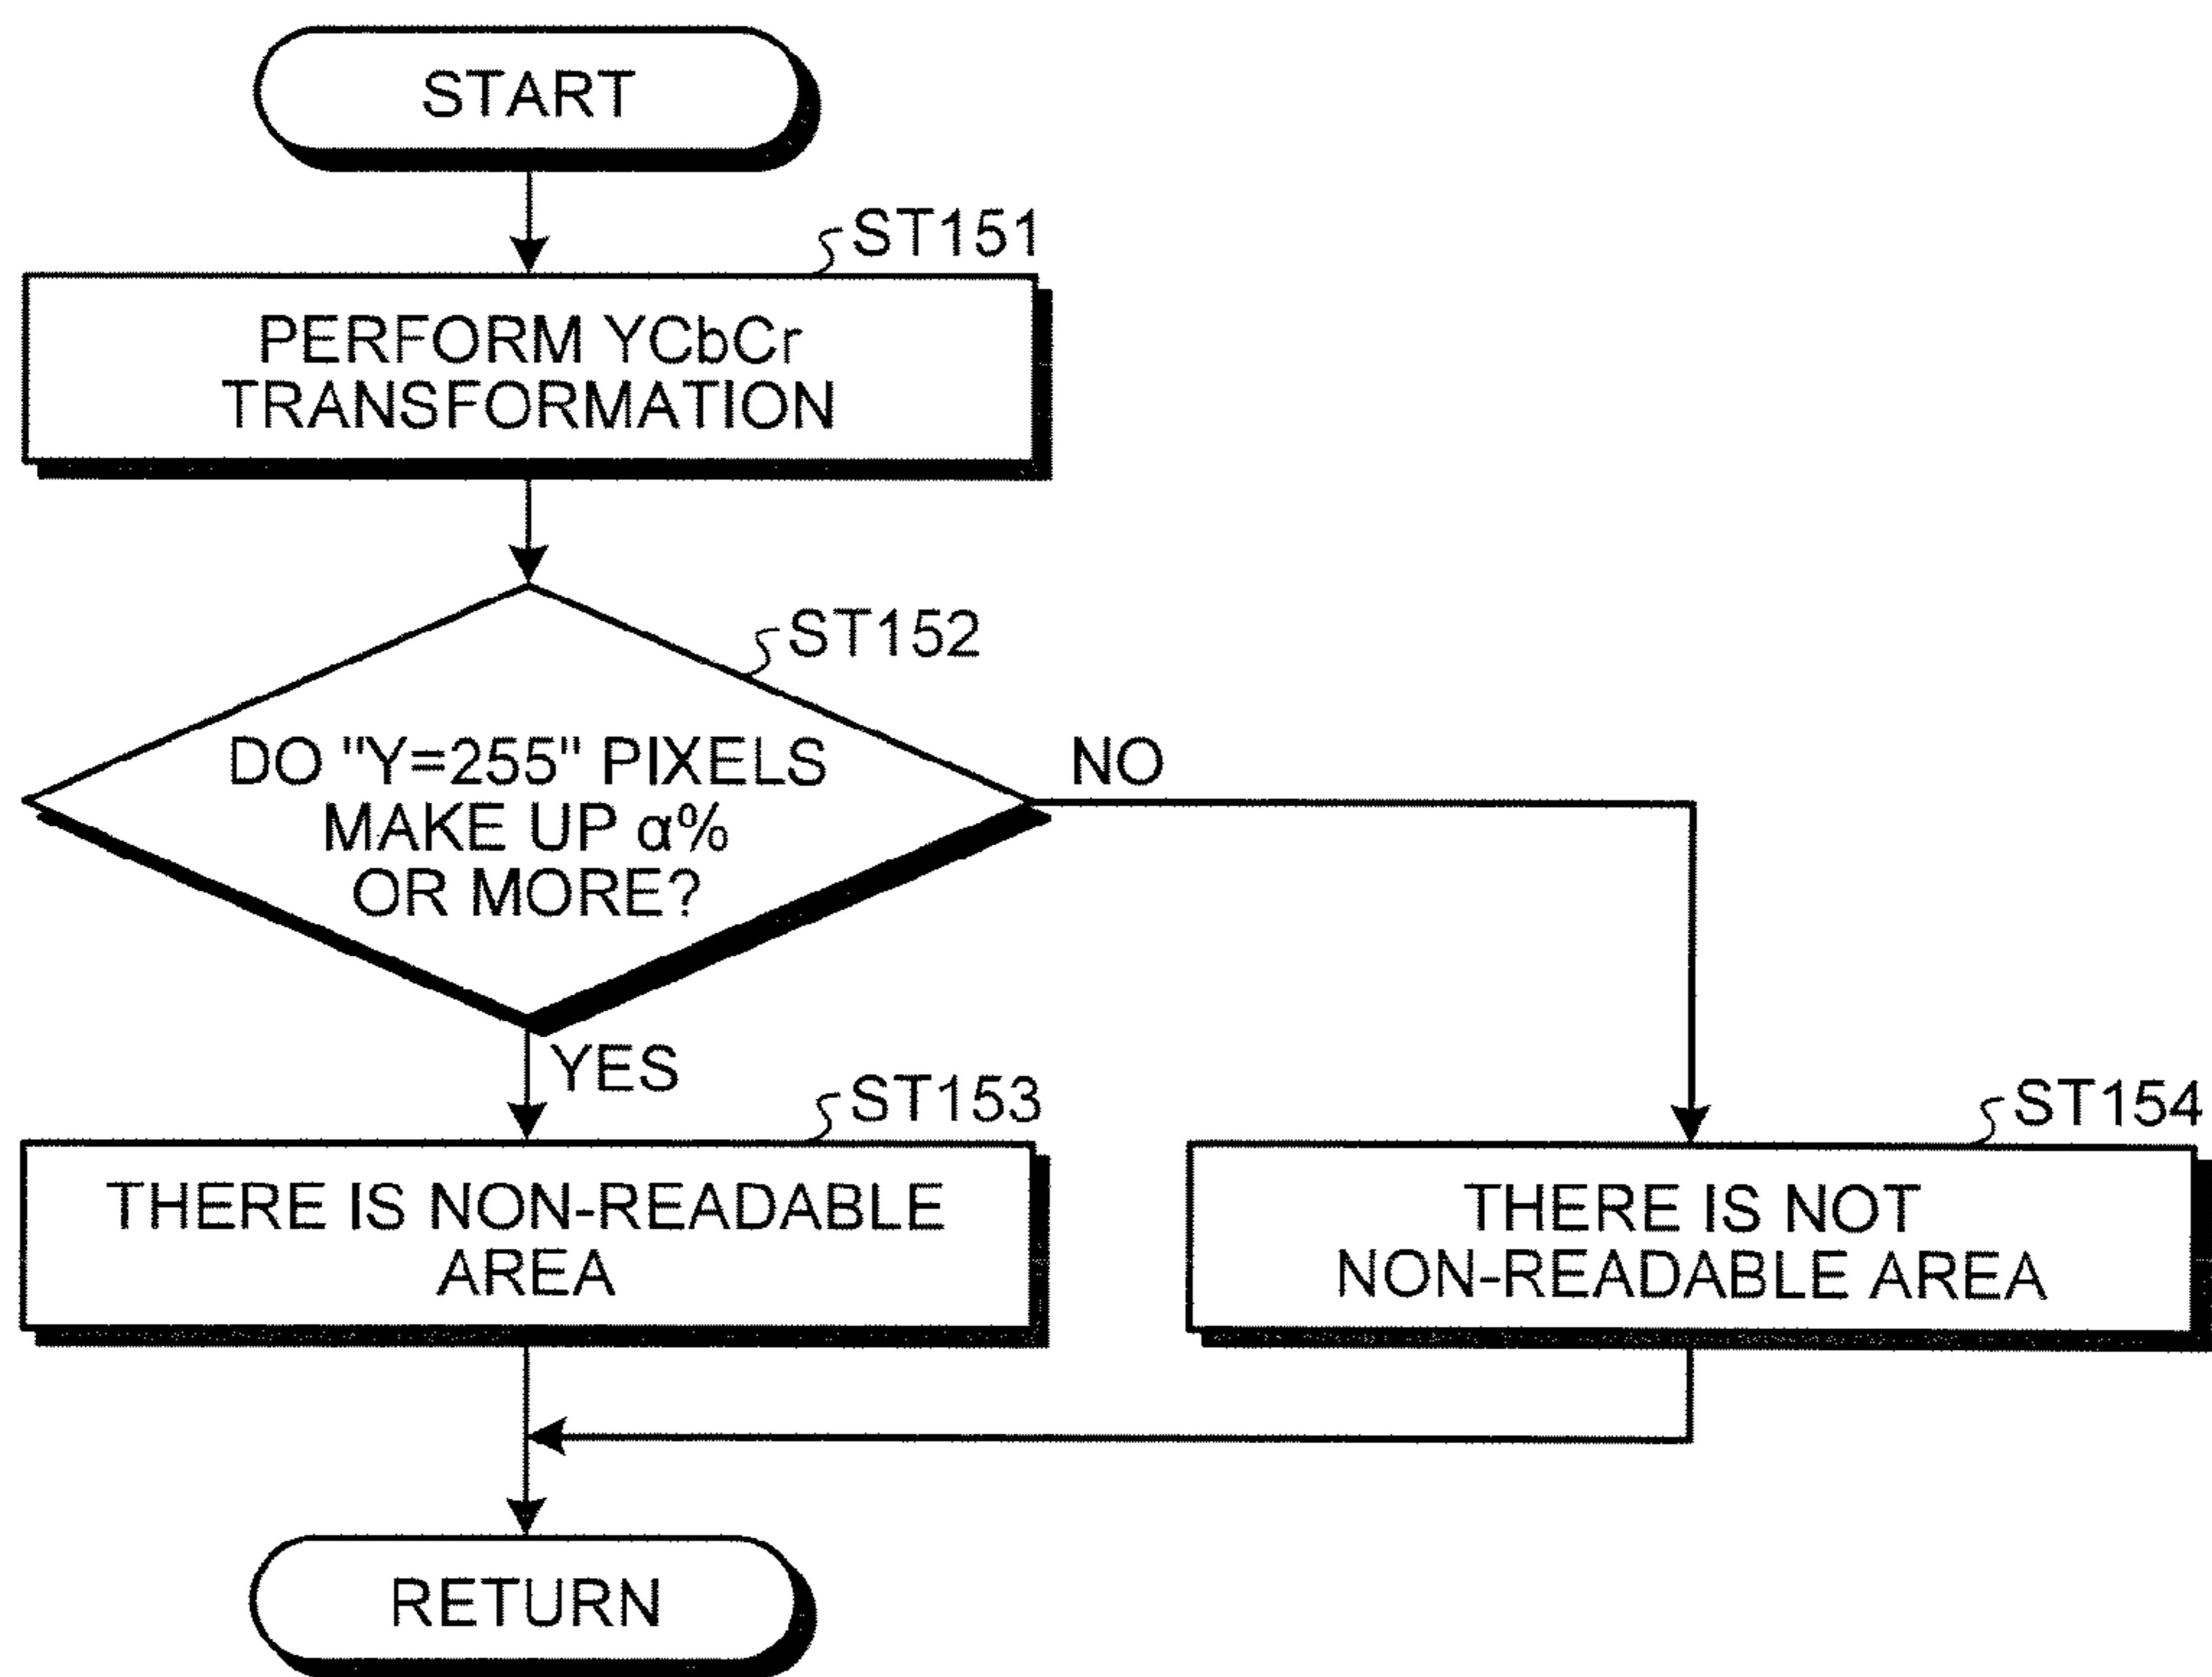 START
ST151
PERFORM YCbCr
TRANSFORMATION
ST152
DO "Y=255" PIXELS
MAKE UP α%
OR MORE?
NO
YES
ST153
THERE IS NON-READABLE
AREA
ST154
THERE IS NOT
NON-READABLE AREA
RETURN